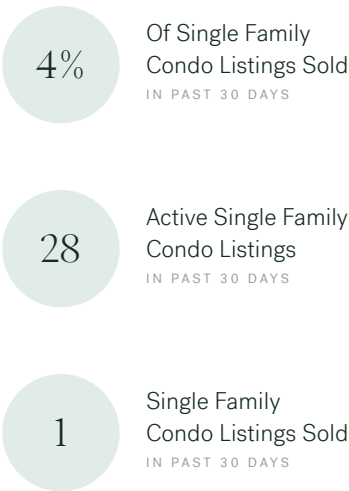 4%
Of Single Family
Condo Listings Sold
IN PAST 30 DAYS
28
Active Single Family
Condo Listings
IN PAST 30 DAYS
1
Single Family
Condo Listings Sold
IN PAST 30 DAYS